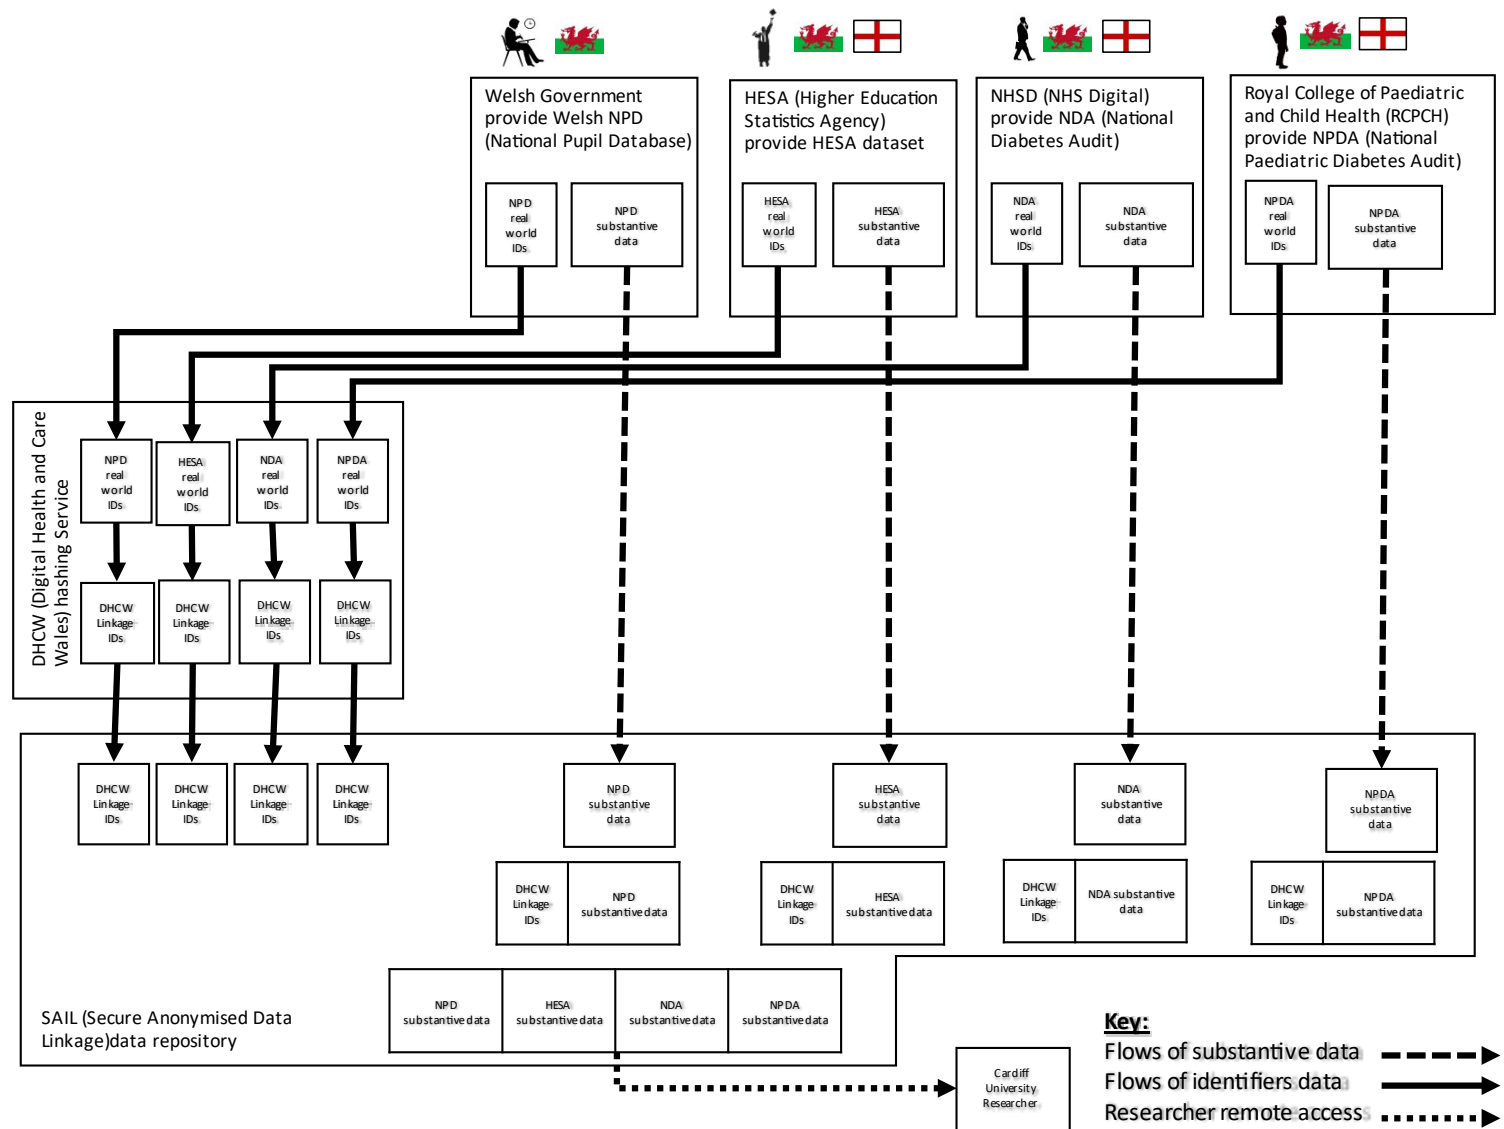 Welsh Government
provide Welsh NPD
(National Pupil Database)
NPD
real
world
IDs
NPD
substantive
data
HESA (Higher Education
Statistics Agency)
provide HESA dataset
HESA
real
world
IDs
HESA
substantive
data
NHSD (NHS Digital)
provide NDA (National
Diabetes Audit)
NDA
real
world
IDs
NDA
substantive
data
Royal College of Paediatric
and Child Health (RCPCH)
provide NPDA (National
Paediatric Diabetes Audit)
NPDA
real
world
IDs
NPDA
substantive
data
DHCW (Digital Health and Care
Wales) hashing Service
NPD
real
world
IDs
HESA
real
world
IDs
NDA
real
world
IDs
NPDA
real
world
IDs
DHCW
Linkage
IDs
DHCW
Linkage
IDs
DHCW
Linkage
IDs
DHCW
Linkage
IDs
DHCW
Linkage
IDs
DHCW
Linkage
IDs
DHCW
Linkage
IDs
DHCW
Linkage
IDs
NPD
substantive
data
HESA
substantive
data
NDA
substantive
data
NPDA
substantive
data
DHCW
Linkage
IDs
NPD
substantive data
DHCW
Linkage
IDs
HESA
substantive data
DHCW
Linkage
IDs
NDA substantive
data
DHCW
Linkage
IDs
NPDA
substantive data
NPD
substantive data
HESA
substantive data
NDA
substantive data
NPDA
substantive data
SAIL (Secure Anonymised Data
Linkage)data repository
Cardiff
University
Researcher
Key:
Flows of substantive data
Flows of identifiers data
Researcher remote access